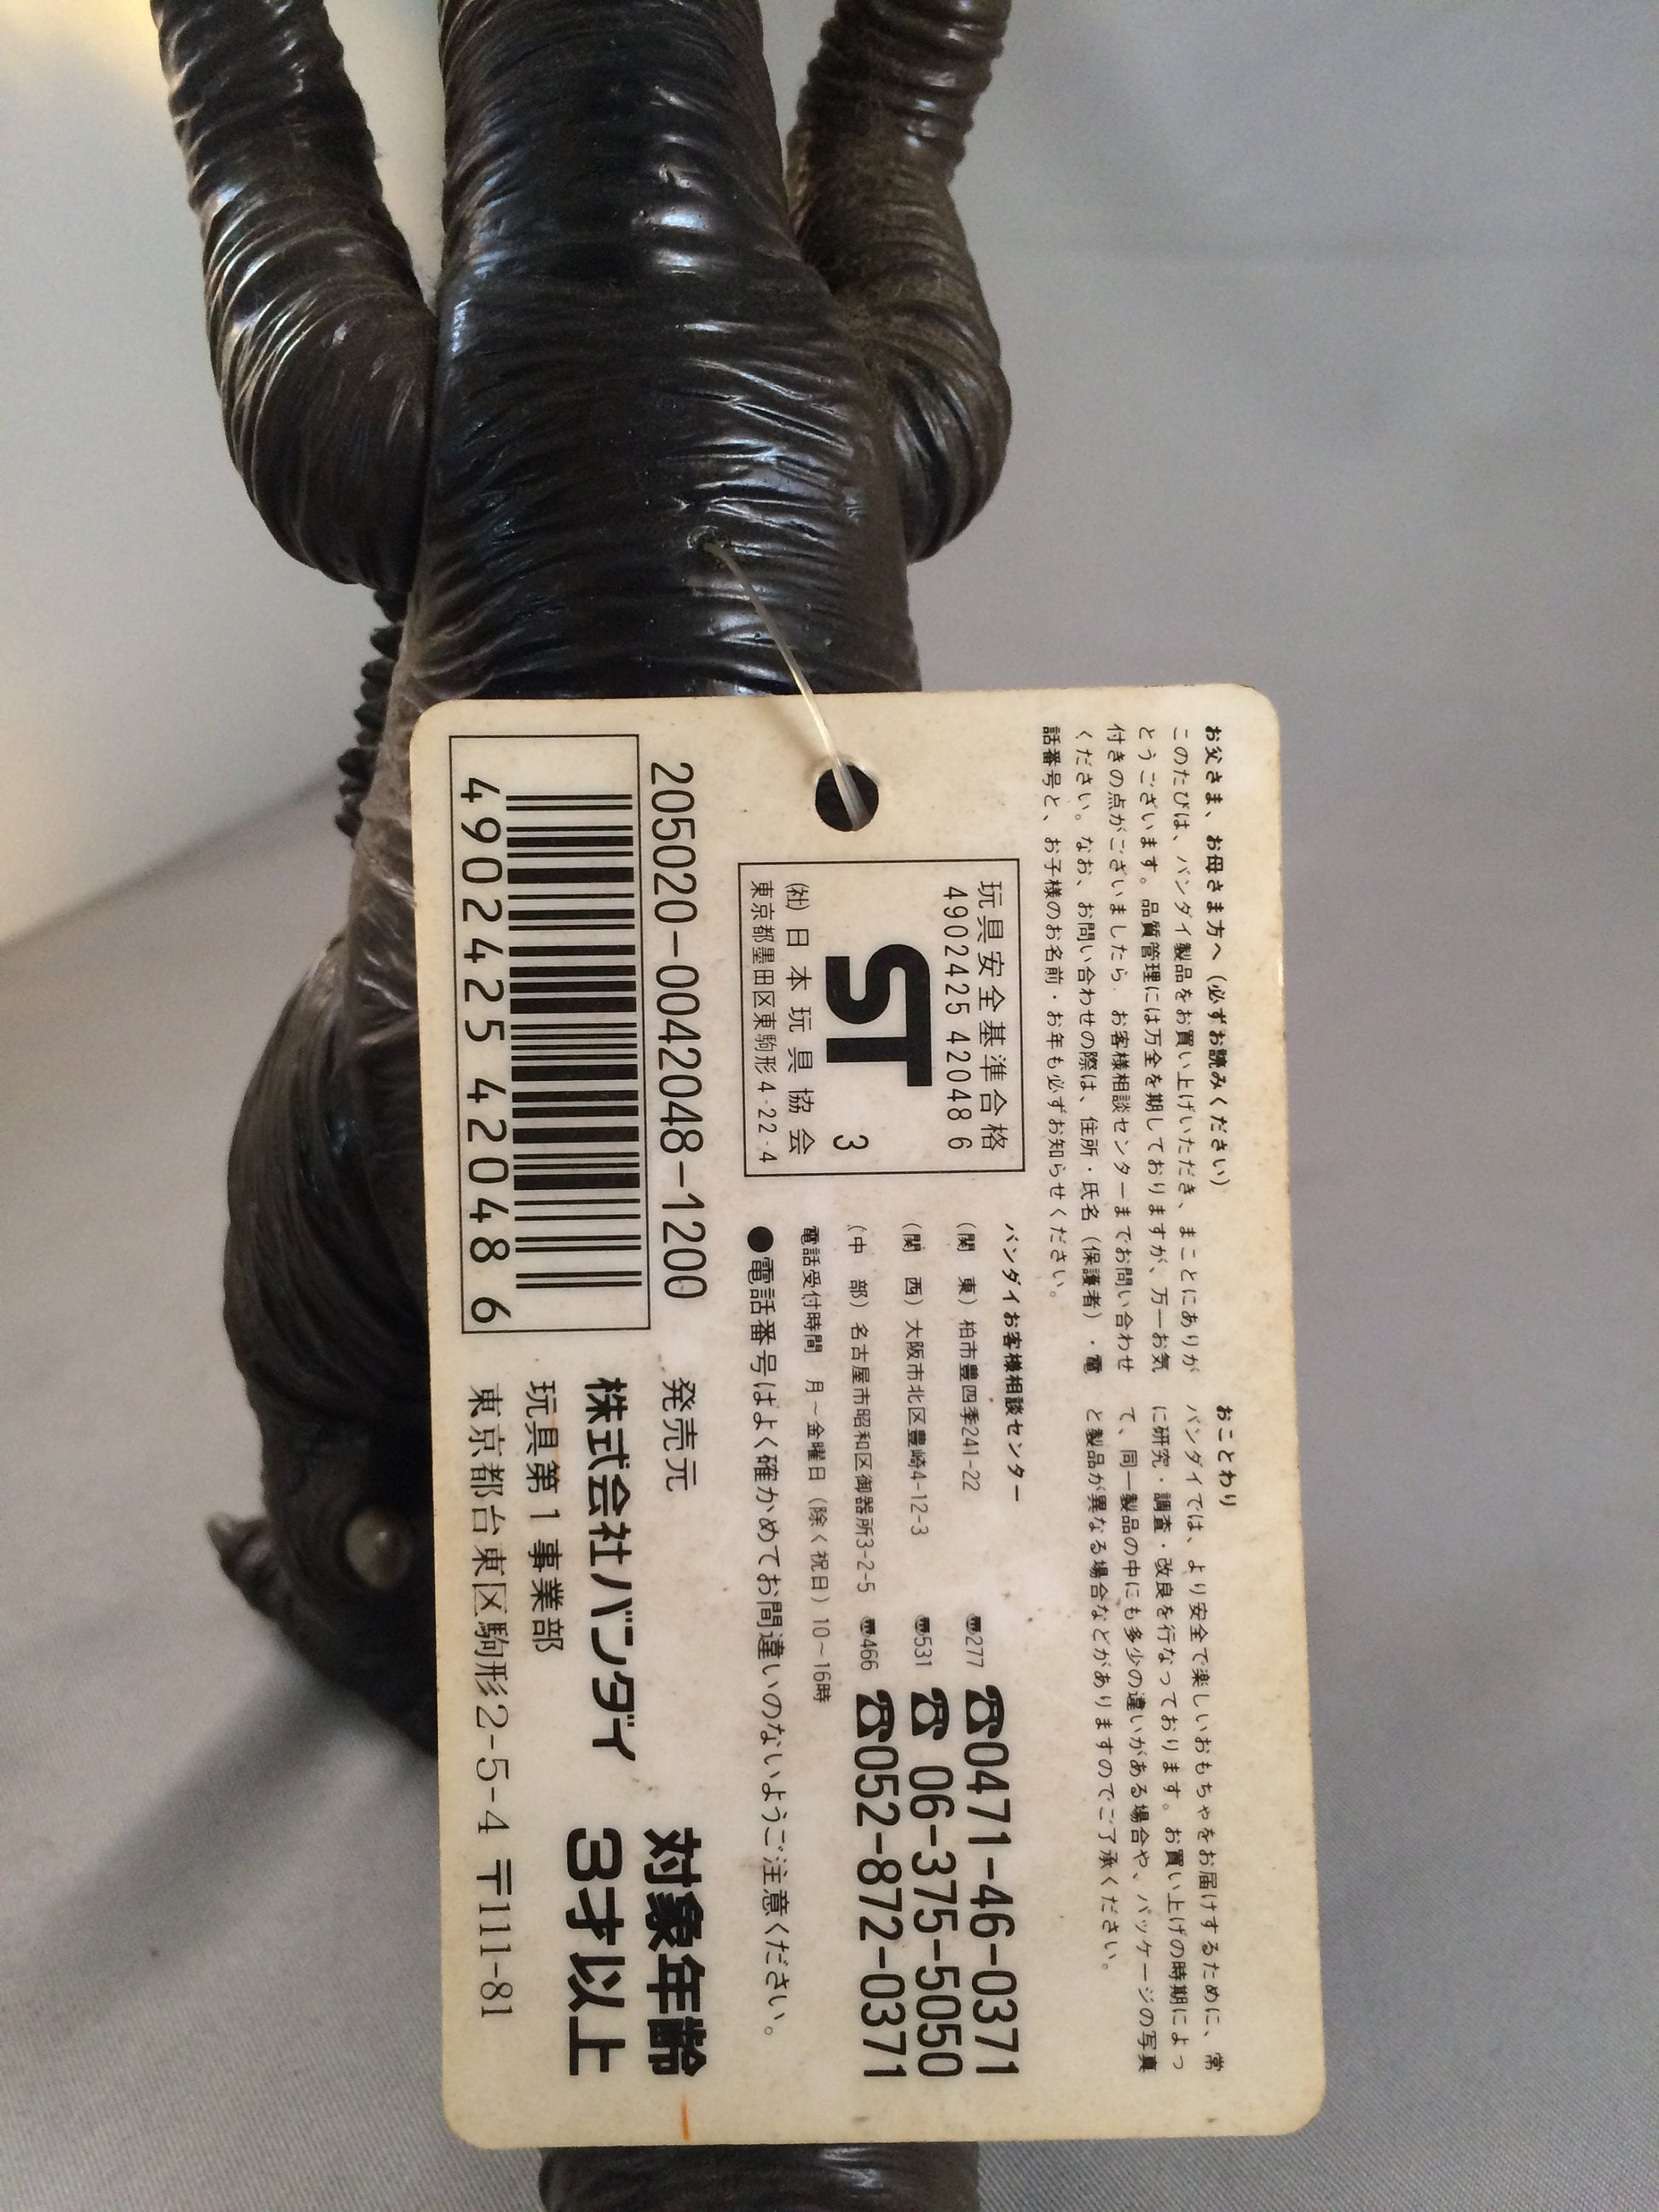 お父さま、お母さま方へ（必ずお読みください）
このたびは、バンダイ製品をお買い上げいただき、まことにありが
とうございます。品質管理には万全を期しておりますが、万一お気
付きの点がございましたら、お客様相談センターまでお問い合わせ
ください。なお、お問い合わせの際は、住所・氏名（保護者）・電
話番号と、お子様のお名前・お年も必ずお知らせください。
おことわり
バンダイでは、より安全で楽しいおもちゃをお届けするために、常
に研究・調査・改良を行なっております。お買い上げの時期によっ
て、同一製品の中にも多少の違いがある場合や、パッケージの写真
と製品が異なる場合などがありますのでご了承ください。
玩具安全基準合格
4902425 42048 6
ST 3
(社)日本玩具協会
東京都墨田区東駒形4-22-4
バンダイお客様相談センター
（関　東）柏市豊四季241-22 〠277 ☎0471-46-0371
（関　西）大阪市北区豊崎4-12-3 〠531 ☎06-375-5050
（中　部）名古屋市昭和区御器所3-2-5 〠466 ☎052-872-0371
電話受付時間　月～金曜日（除く祝日）10～16時
●電話番号はよく確かめてお間違いのないようご注意ください。
205020-0042048-1200
4902425 42048 6
発売元
株式会社バンダイ
玩具第1事業部
東京都台東区駒形2-5-4 〒111-81
対象年齢
3才以上